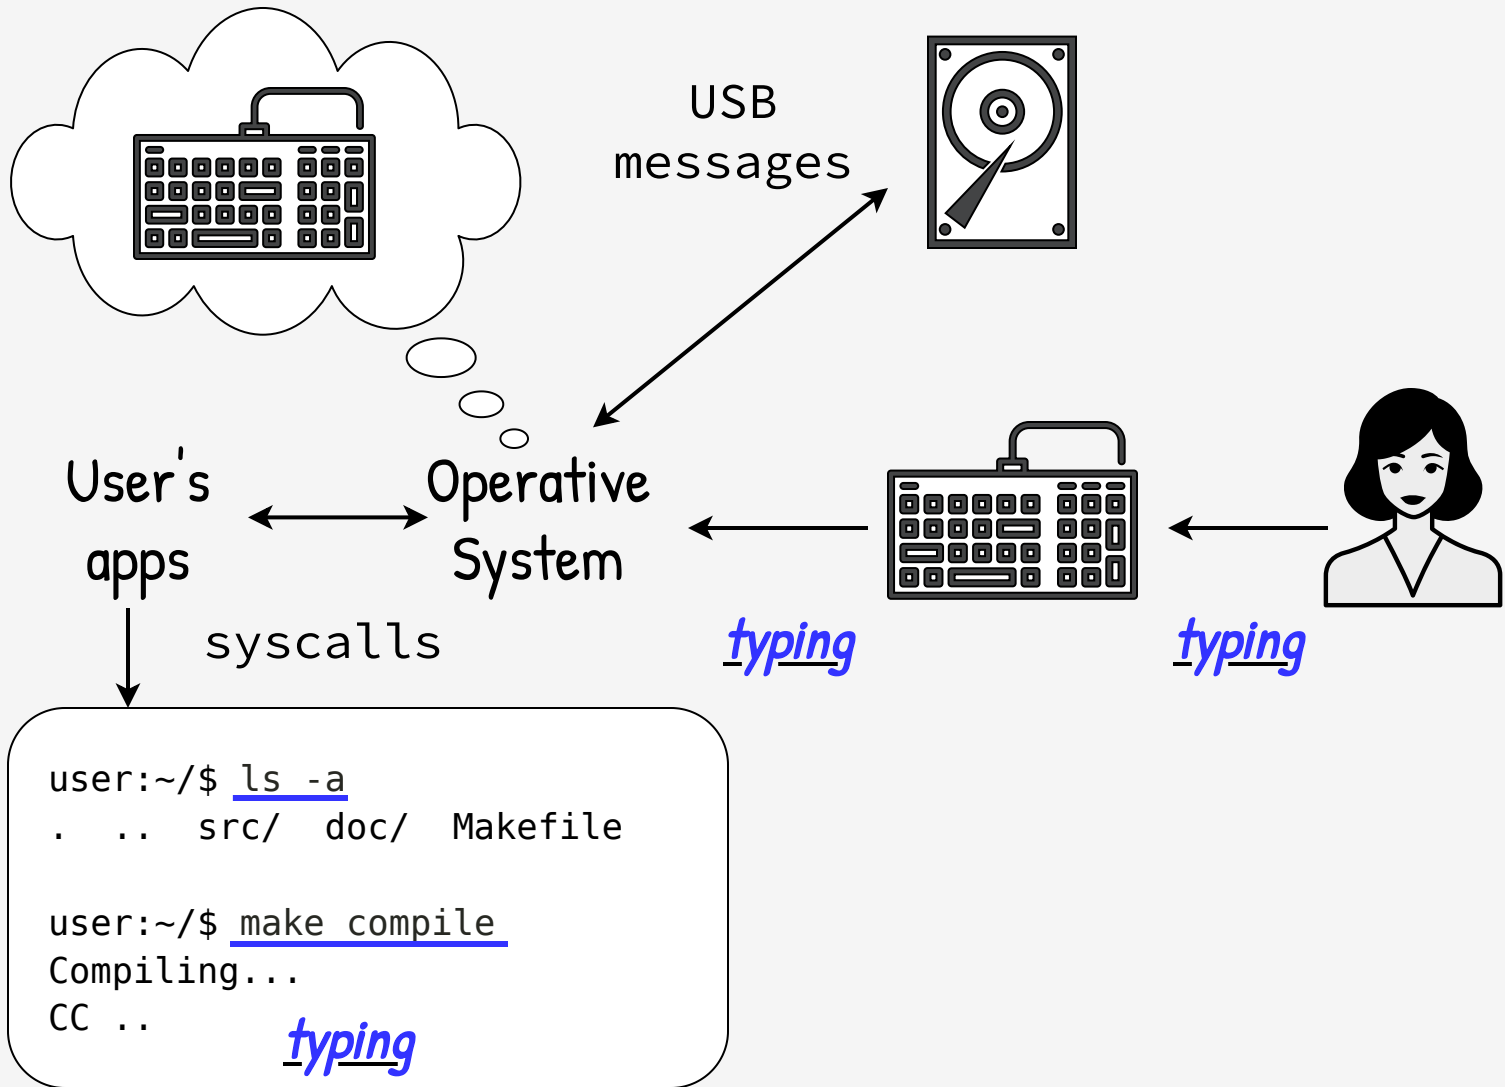 USB
messages
User's
apps
Operative
System
syscalls
typing
typing
user:~/$ ls -a
.  ..  src/  doc/  Makefile
user:~/$ make compile
Compiling...
CC ..
typing